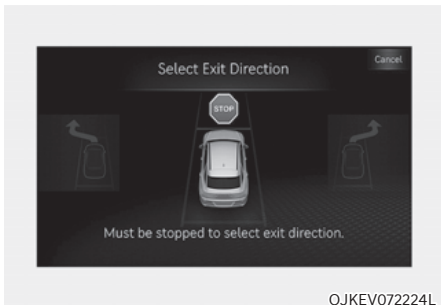 Select Exit Direction
Cancel
STOP
Must be stopped to select exit direction.
OJKEV072224L